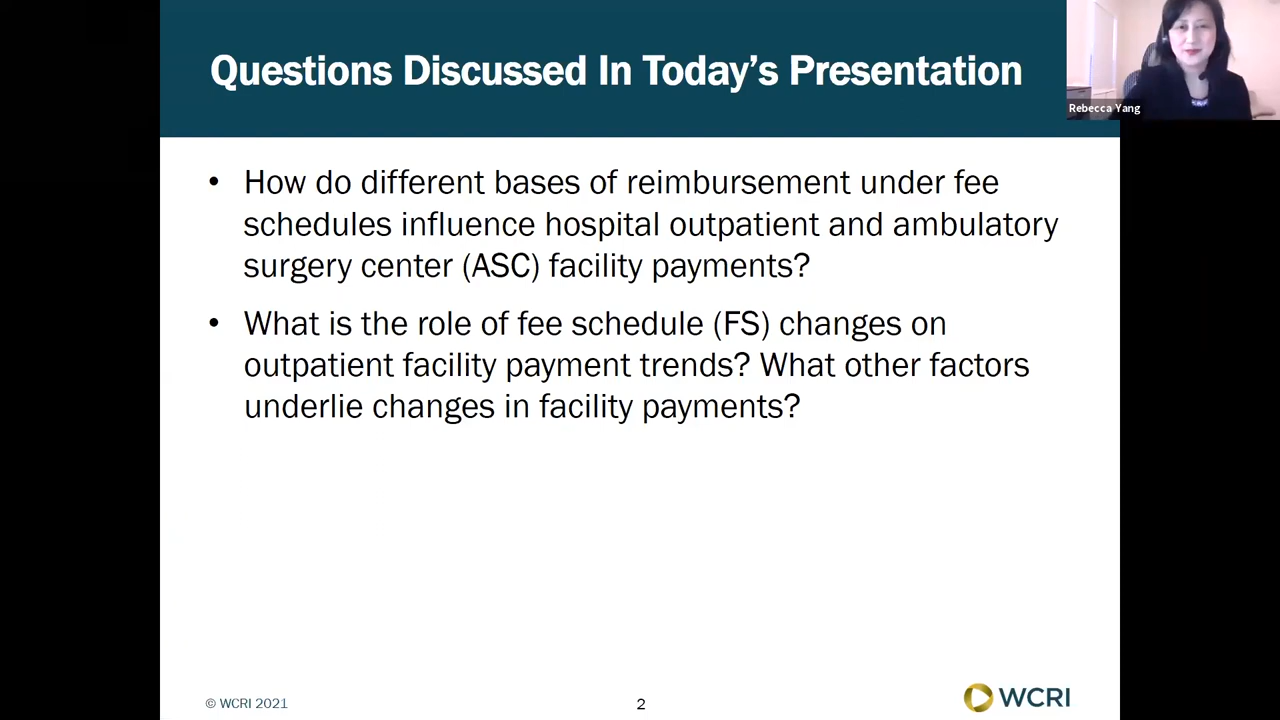 Questions Discussed In Today's Presentation
Rebecca Yang
• How do different bases of reimbursement under fee
schedules influence hospital outpatient and ambulatory
surgery center (ASC) facility payments?
• What is the role of fee schedule (FS) changes on
outpatient facility payment trends? What other factors
underlie changes in facility payments?
© WCRI 2021
2
WCRI